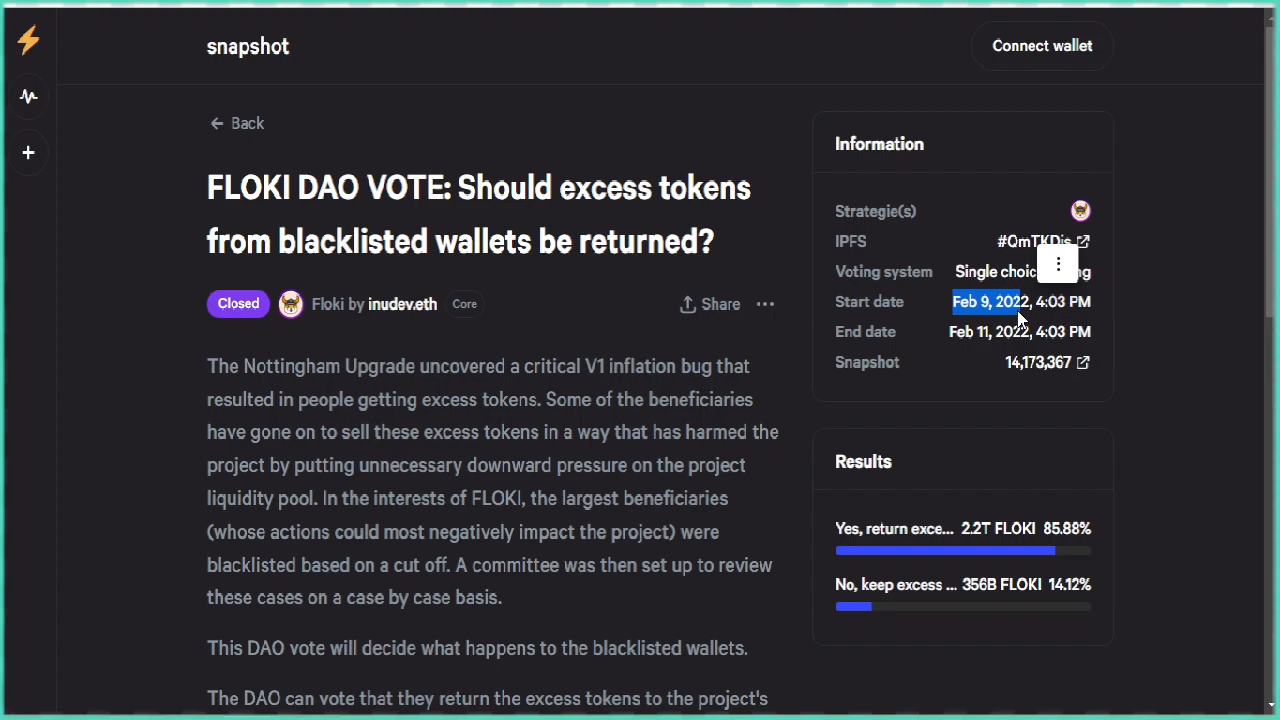 snapshot
Connect wallet
Back
FLOKI DAO VOTE: Should excess tokens
from blacklisted wallets be returned?
Closed Floki by inudev.eth Core Share
The Nottingham Upgrade uncovered a critical V1 inflation bug that
resulted in people getting excess tokens. Some of the beneficiaries
have gone on to sell these excess tokens in a way that has harmed the
project by putting unnecessary downward pressure on the project
liquidity pool. In the interests of FLOKI, the largest beneficiaries
(whose actions could most negatively impact the project) were
blacklisted based on a cut off. A committee was then set up to review
these cases on a case by case basis.
This DAO vote will decide what happens to the blacklisted wallets.
The DAO can vote that they return the excess tokens to the project's
Information
Strategie(s)
IPFS
Voting system Single
Start date Feb 9, 2022, 4:03 PM
End date Feb 11, 2022, 4:03 PM
Snapshot 14,173,367
Results
Yes, return exce... 2.2T FLOKI 85.88%
No, keep excess ... 356B FLOKI 14.12%